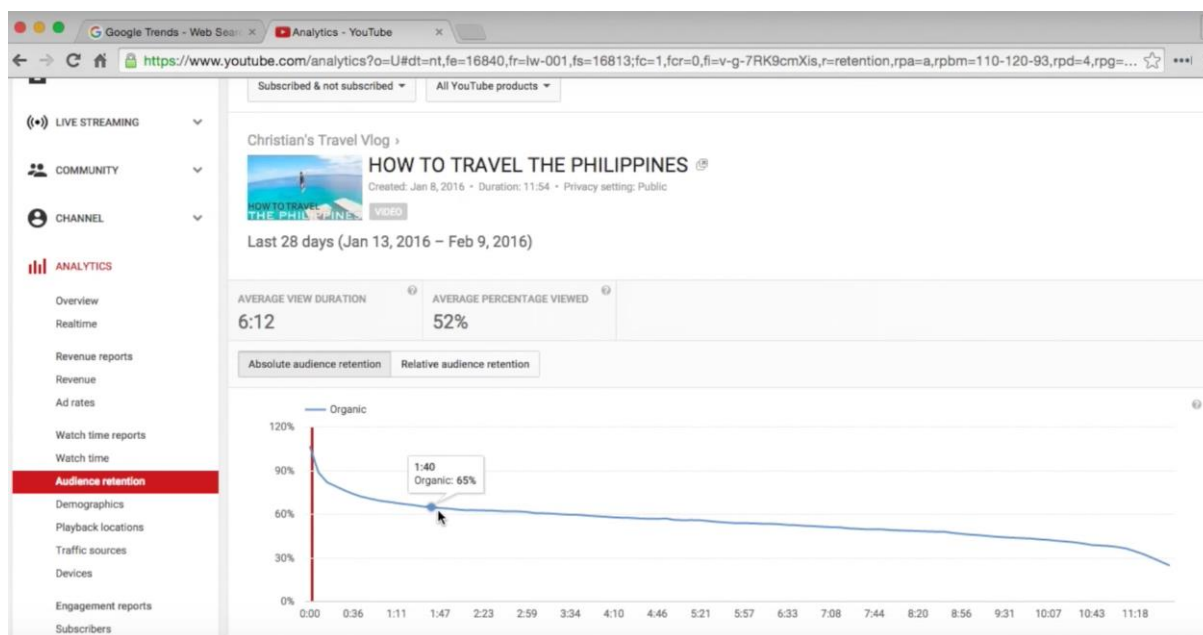 Google Trends - Web Sear
Analytics - YouTube
https://www.youtube.com/analytics?o=U#dt=nt,fe=16840,fr=lw-001,fs=16813;fc=1,fcr=0,fi=v-g-7RK9cmXis,r=retention,rpa=a,rpbm=110-120-93,rpd=4,rpg=...
Subscribed & not subscribed
All YouTube products
LIVE STREAMING
COMMUNITY
CHANNEL
ANALYTICS
Overview
Realtime
Revenue reports
Revenue
Ad rates
Watch time reports
Watch time
Audience retention
Demographics
Playback locations
Traffic sources
Devices
Engagement reports
Subscribers
Christian's Travel Vlog ›
HOW TO TRAVEL
THE PHILIPPINES
HOW TO TRAVEL THE PHILIPPINES
Created: Jan 8, 2016 • Duration: 11:54 • Privacy setting: Public
VIDEO
Last 28 days (Jan 13, 2016 – Feb 9, 2016)
AVERAGE VIEW DURATION
6:12
AVERAGE PERCENTAGE VIEWED
52%
Absolute audience retention
Relative audience retention
Organic
120%
90%
60%
30%
0%
1:40
Organic: 65%
0:00 0:36 1:11 1:47 2:23 2:59 3:34 4:10 4:46 5:21 5:57 6:33 7:08 7:44 8:20 8:56 9:31 10:07 10:43 11:18